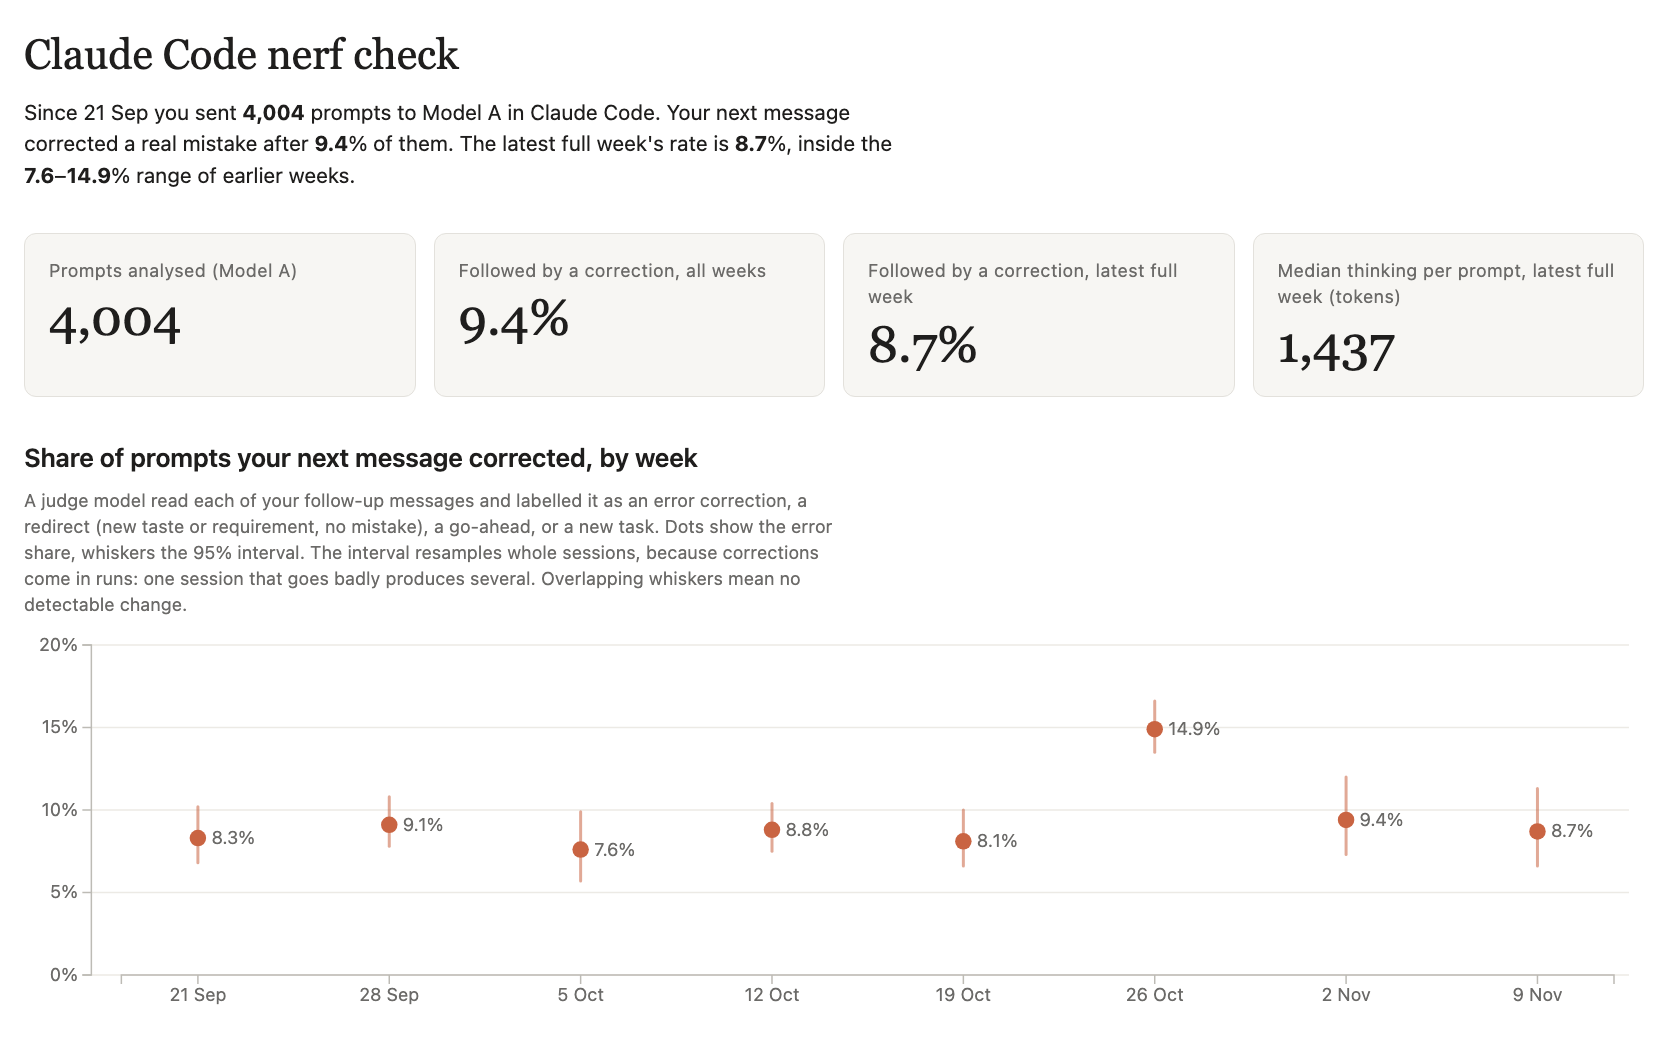 Claude Code nerf check
Since 21 Sep you sent 4,004 prompts to Model A in Claude Code. Your next message
corrected a real mistake after 9.4% of them. The latest full week's rate is 8.7%, inside the
7.6–14.9% range of earlier weeks.
Prompts analysed (Model A)
4,004
Followed by a correction, all weeks
9.4%
Followed by a correction, latest full
week
8.7%
Median thinking per prompt, latest full
week (tokens)
1,437
Share of prompts your next message corrected, by week
A judge model read each of your follow-up messages and labelled it as an error correction, a
redirect (new taste or requirement, no mistake), a go-ahead, or a new task. Dots show the error
share, whiskers the 95% interval. The interval resamples whole sessions, because corrections
come in runs: one session that goes badly produces several. Overlapping whiskers mean no
detectable change.
20%
15%
10%
5%
0%
8.3%
9.1%
7.6%
8.8%
8.1%
14.9%
9.4%
8.7%
21 Sep
28 Sep
5 Oct
12 Oct
19 Oct
26 Oct
2 Nov
9 Nov